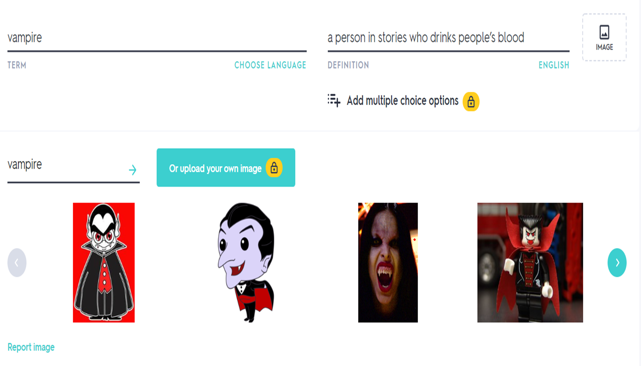 vampire
a person in stories who drinks people's blood
IMAGE
TERM
CHOOSE LANGUAGE
DEFINITION
ENGLISH
Add multiple choice options
vampire
Or upload your own image
Report image